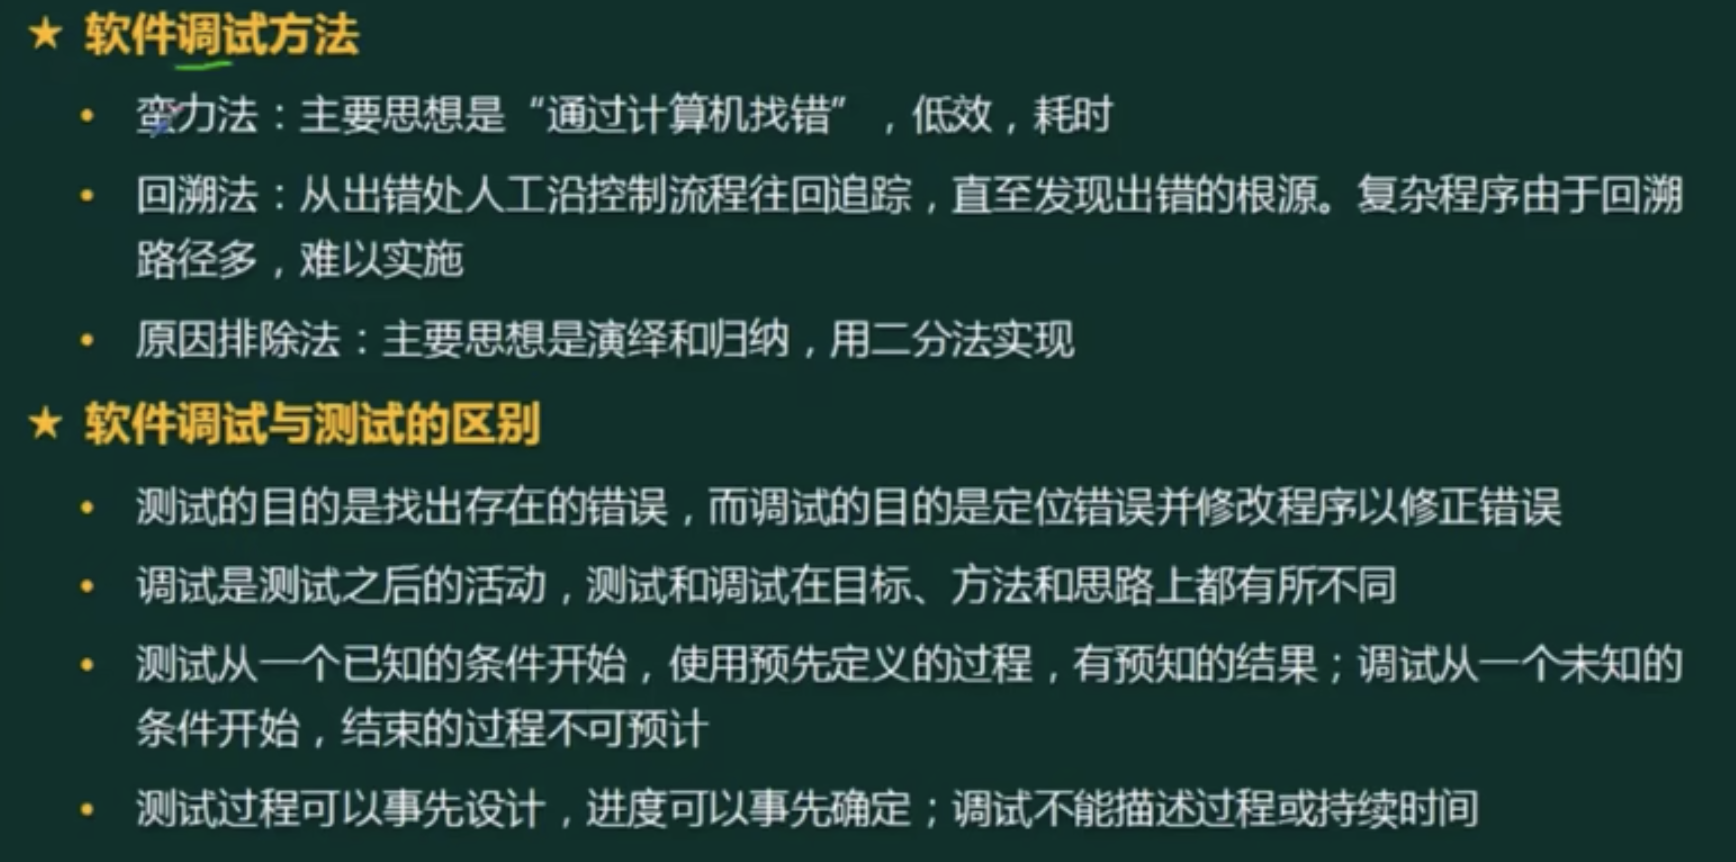 ★ 软件调试方法
• 蛮力法：主要思想是“通过计算机找错”，低效，耗时
• 回溯法：从出错处人工沿控制流程往回追踪，直至发现出错的根源。复杂程序由于回溯
路径多，难以实施
• 原因排除法：主要思想是演绎和归纳，用二分法实现
★ 软件调试与测试的区别
• 测试的目的是找出存在的错误，而调试的目的是定位错误并修改程序以修正错误
• 调试是测试之后的活动，测试和调试在目标、方法和思路上都有所不同
• 测试从一个已知的条件开始，使用预先定义的过程，有预知的结果；调试从一个未知的
条件开始，结束的过程不可预计
• 测试过程可以事先设计，进度可以事先确定；调试不能描述过程或持续时间